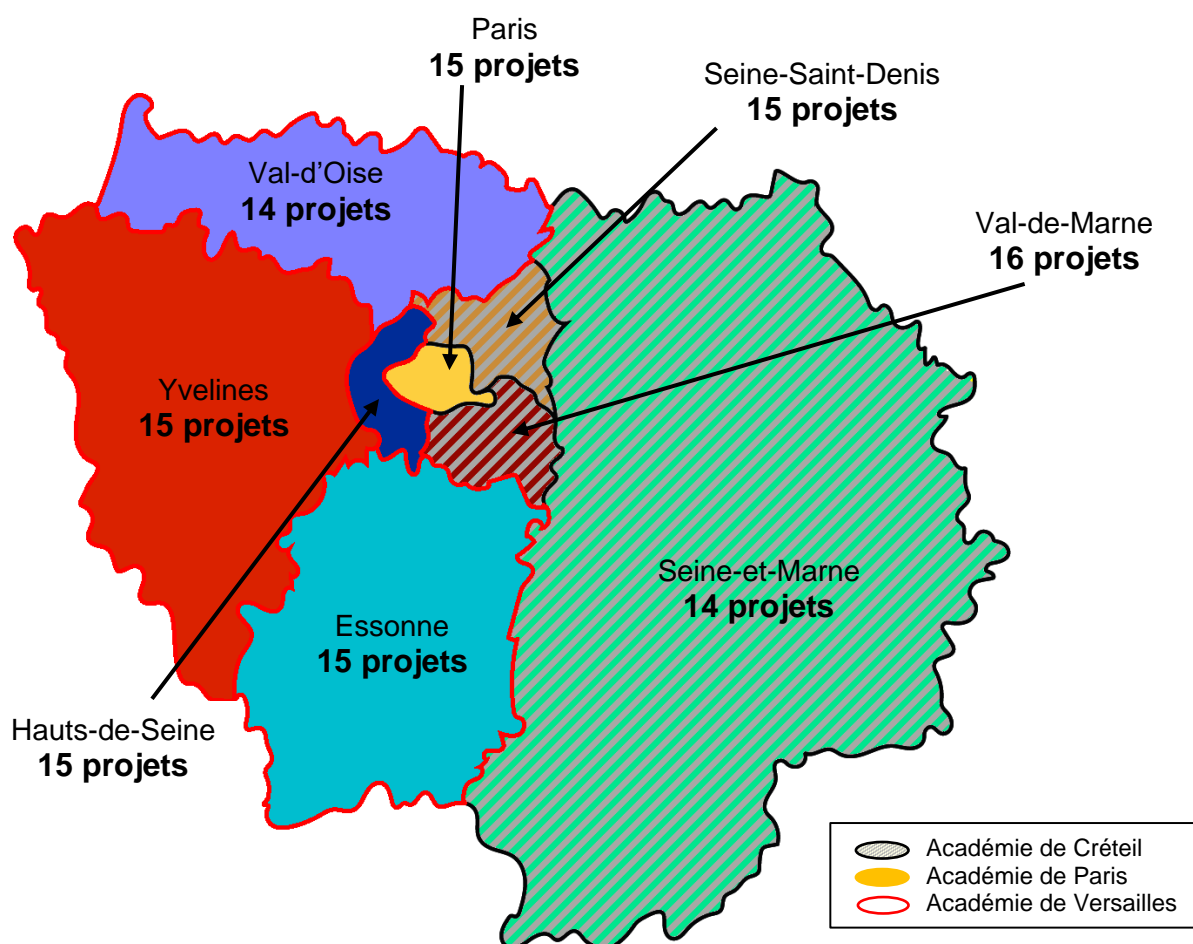 Paris
15 projets
Seine-Saint-Denis
15 projets
Val-d’Oise
14 projets
Val-de-Marne
16 projets
Yvelines
15 projets
Seine-et-Marne
14 projets
Essonne
15 projets
Hauts-de-Seine
15 projets
Académie de Créteil
Académie de Paris
Académie de Versailles